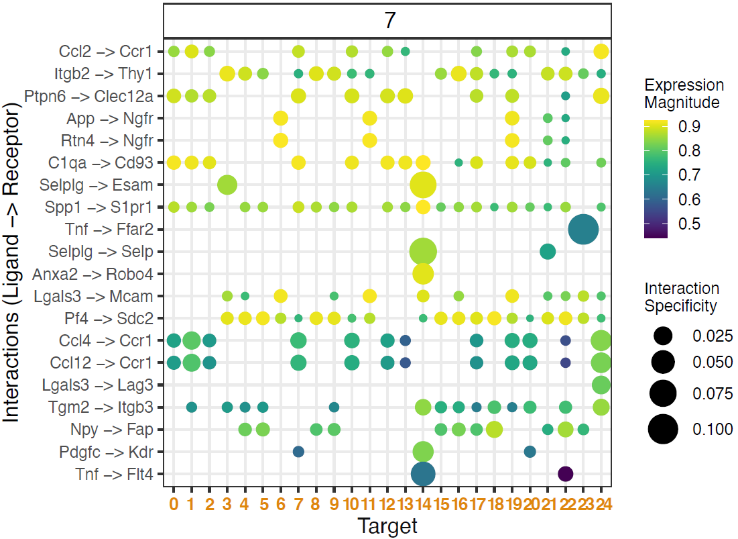 7
Interactions (Ligand −> Receptor)
Ccl2 −> Ccr1
Itgb2 −> Thy1
Ptpn6 −> Clec12a
App −> Ngfr
Rtn4 −> Ngfr
C1qa −> Cd93
Selplg −> Esam
Spp1 −> S1pr1
Tnf −> Ffar2
Selplg −> Selp
Anxa2 −> Robo4
Lgals3 −> Mcam
Pf4 −> Sdc2
Ccl4 −> Ccr1
Ccl12 −> Ccr1
Lgals3 −> Lag3
Tgm2 −> Itgb3
Npy −> Fap
Pdgfc −> Kdr
Tnf −> Flt4
0 1 2 3 4 5 6 7 8 9 10 11 12 13 14 15 16 17 18 19 20 21 22 23 24
Target
Expression
Magnitude
0.9
0.8
0.7
0.6
0.5
Interaction
Specificity
0.025
0.050
0.075
0.100